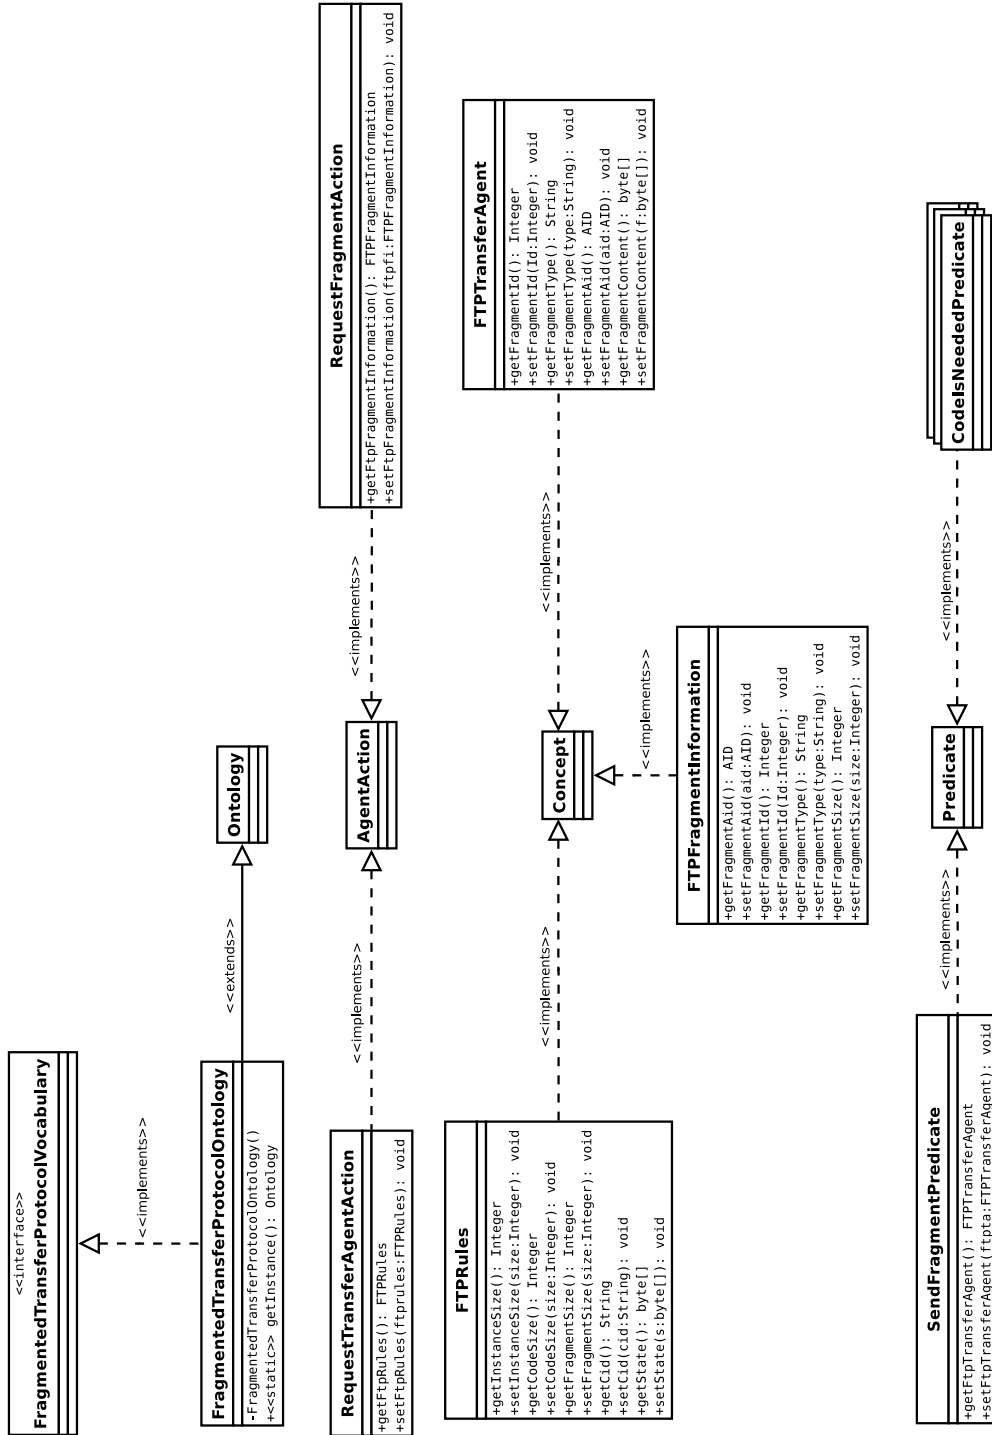 <<interface>>
FragmentedTransferProtocolVocabulary
<<implements>>
FragmentedTransferProtocolOntology
-FragmentedTransferProtocolOntology()
+<<static>> getInstance(): Ontology
<<extends>>
Ontology
RequestTransferAgentAction
+getFtpRules(): FTPRules
+setFtpRules(ftprules:FTPRules): void
<<implements>>
AgentAction
<<implements>>
RequestFragmentAction
+getFtpFragmentInformation(): FTPFragmentInformation
+setFtpFragmentInformation(ftpfi:FTPFragmentInformation): void
FTPRules
+getInstanceSize(): Integer
+setInstanceSize(size:Integer): void
+getCodeSize(): Integer
+setCodeSize(size:Integer): void
+getFragmentSize(): Integer
+setFragmentSize(size:Integer): void
+getCid(): String
+setCid(cid:String): void
+getState(): byte[]
+setState(s:byte[]): void
<<implements>>
Concept
<<implements>>
FTPTransferAgent
+getFragmentId(): Integer
+setFragmentId(Id:Integer): void
+getFragmentType(): String
+setFragmentType(type:String): void
+getFragmentAid(): AID
+setFragmentAid(aid:AID): void
+getFragmentContent(): byte[]
+setFragmentContent(f:byte[]): void
<<implements>>
FTPFragmentInformation
+getFragmentAid(): AID
+setFragmentAid(aid:AID): void
+getFragmentId(): Integer
+setFragmentId(Id:Integer): void
+getFragmentType(): String
+setFragmentType(type:String): void
+getFragmentSize(): Integer
+setFragmentSize(size:Integer): void
SendFragmentPredicate
+getFtpTransferAgent(): FTPTransferAgent
+setFtpTransferAgent(ftpta:FTPTransferAgent): void
<<implements>>
Predicate
<<implements>>
CodeIsNeededPredicate